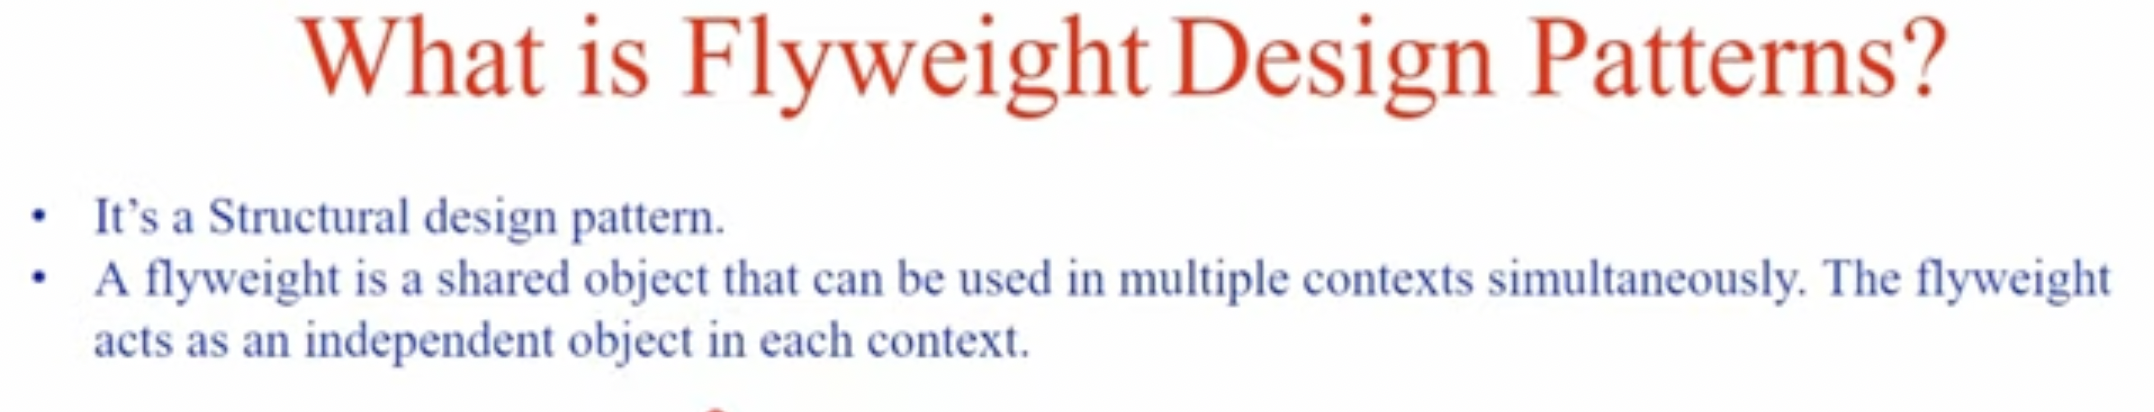 What is Flyweight Design Patterns?
• It’s a Structural design pattern.
• A flyweight is a shared object that can be used in multiple contexts simultaneously. The flyweight
acts as an independent object in each context.